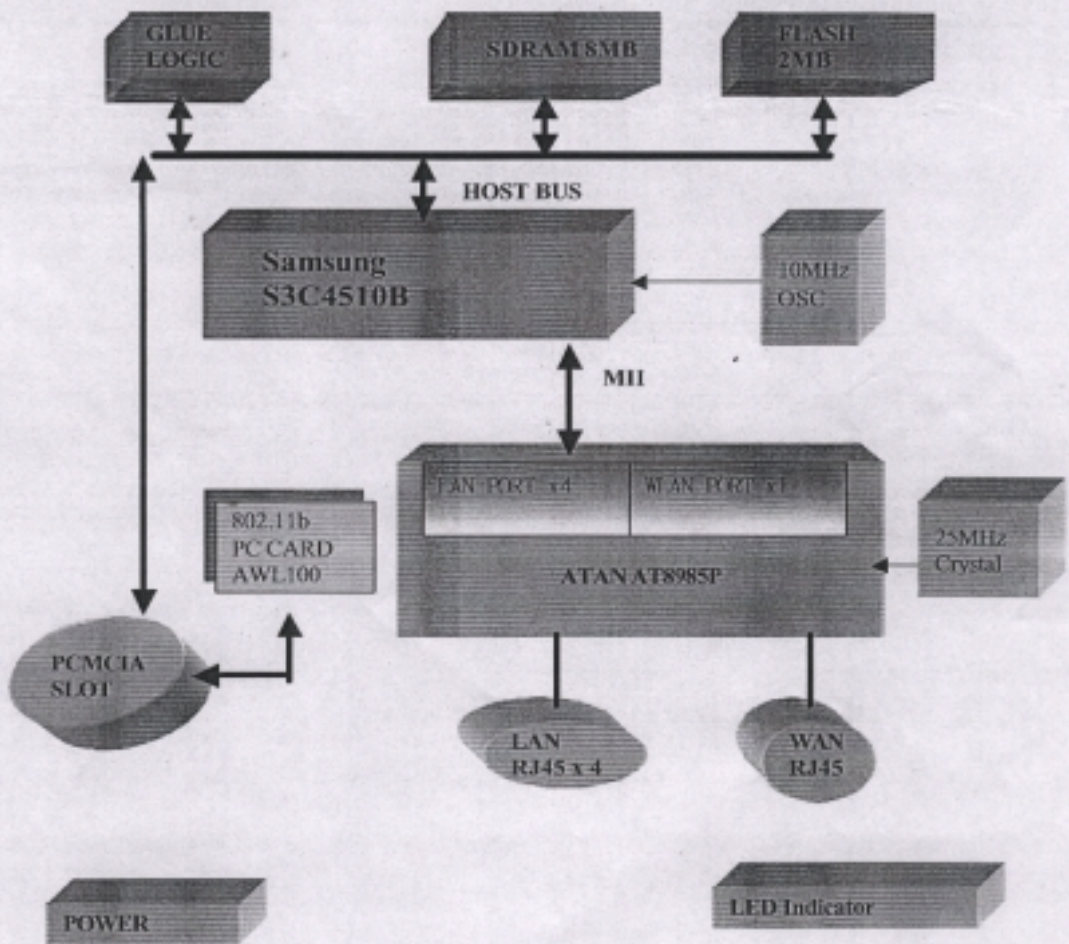 GLUE
LOGIC
SDRAM 8MB
FLASH
2MB
HOST BUS
Samsung
S3C4510B
10MHz
OSC
MII
LAN PORT x4
WLAN PORT x1
802.11b
PC CARD
AWL100
ATAN AT8985P
25MHz
Crystal
PCMCIA
SLOT
LAN
RJ45 x 4
WAN
RJ45
POWER
LED Indicator